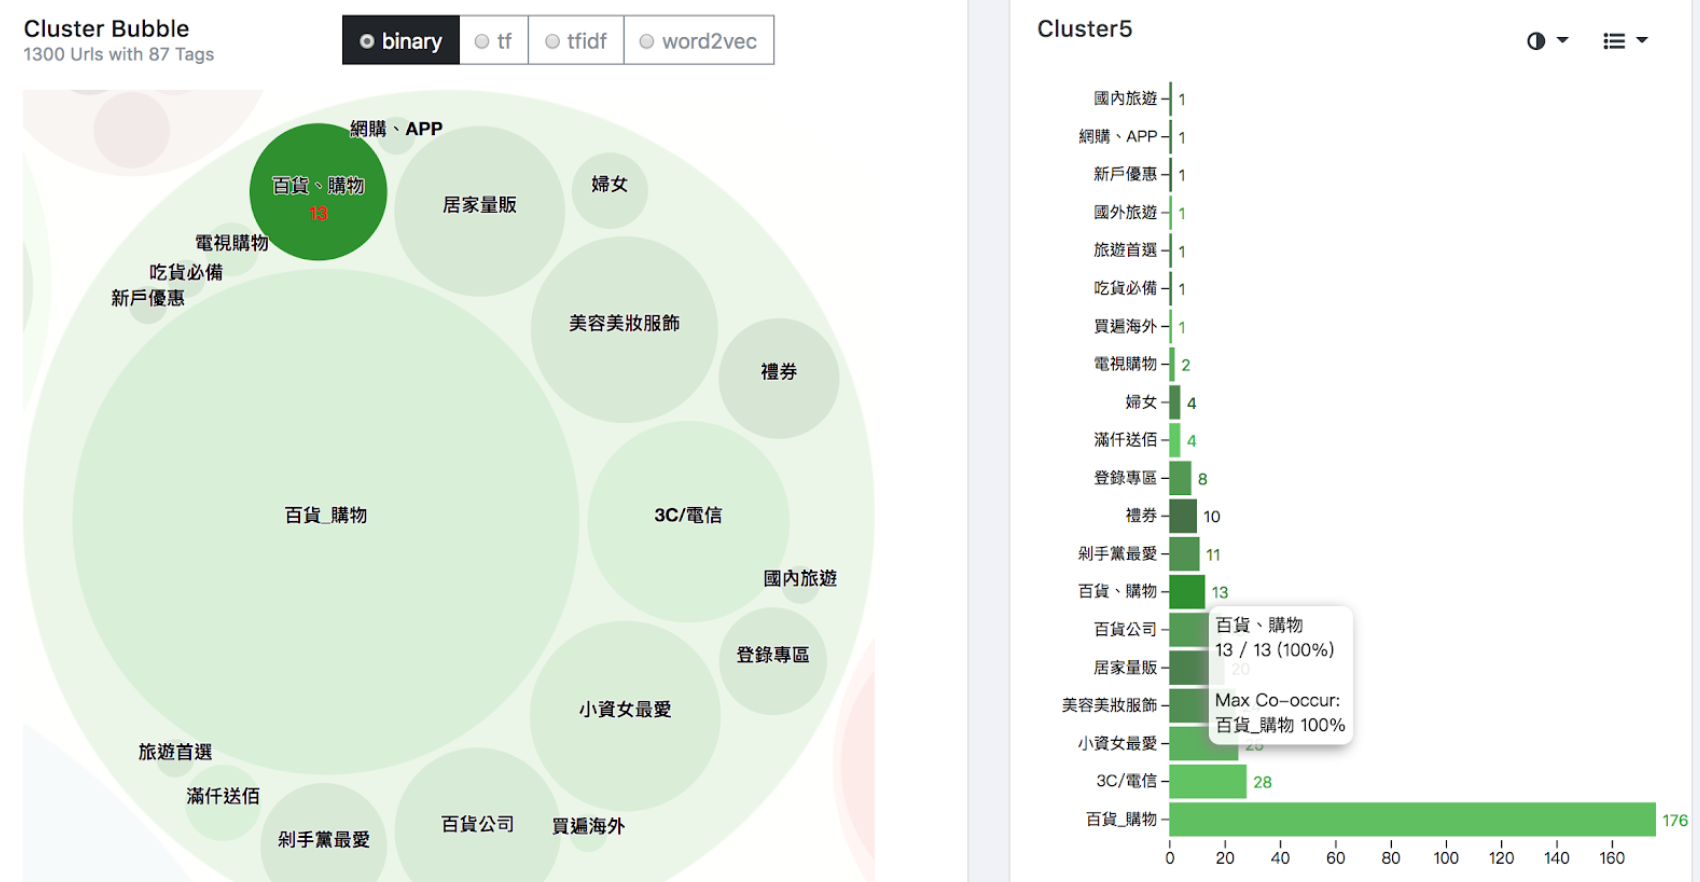 Cluster Bubble
1300 Urls with 87 Tags
binary
tf
tfidf
word2vec
網購、APP
百貨、購物
13
居家量販
婦女
電視購物
吃貨必備
新戶優惠
美容美妝服飾
禮券
百貨_購物
3C/電信
國內旅遊
登錄專區
小資女最愛
旅遊首選
滿仟送佰
剁手黨最愛
百貨公司
買遍海外
Cluster5
國內旅遊 1
網購、APP 1
新戶優惠 1
國外旅遊 1
旅遊首選 1
吃貨必備 1
買遍海外 1
電視購物 2
婦女 4
滿仟送佰 4
登錄專區 8
禮券 10
剁手黨最愛 11
百貨、購物 13
百貨公司
居家量販 20
美容美妝服飾
小資女最愛 25
3C/電信 28
百貨_購物 176
百貨、購物
13 / 13 (100%)
Max Co-occur:
百貨_購物 100%
0 20 40 60 80 100 120 140 160